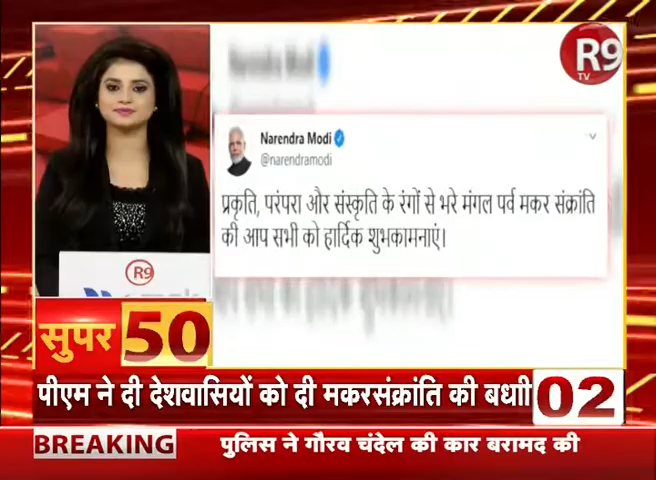 R9
TV
Narendra Modi
@narendramodi
प्रकृति, परंपरा और संस्कृति के रंगों से भरे मंगल पर्व मकर संक्रांति
की आप सभी को हार्दिक शुभकामनाएं।
R9
सुपर 50
पीएम ने दी देशवासियों को दी मकरसंक्रांति की बधाी 02
BREAKING पुलिस ने गौरव चंदेल की कार बरामद की